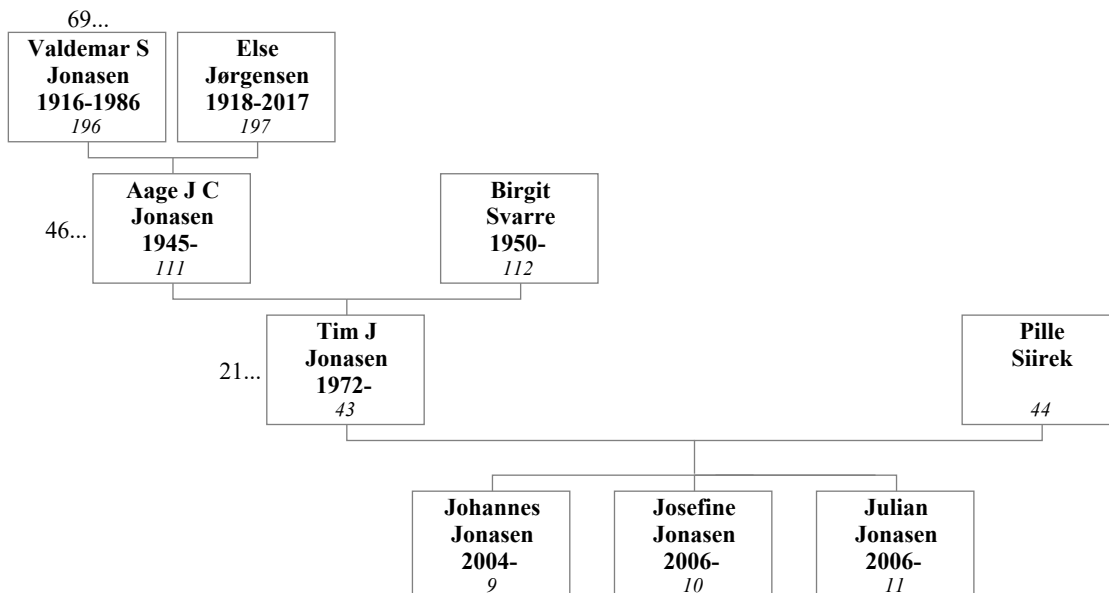 69...
Valdemar S
Jonasen
1916-1986
196
Else
Jørgensen
1918-2017
197
46...
Aage J C
Jonasen
1945-
111
Birgit
Svarre
1950-
112
21...
Tim J
Jonasen
1972-
43
Pille
Siirek
44
Johannes
Jonasen
2004-
9
Josefine
Jonasen
2006-
10
Julian
Jonasen
2006-
11